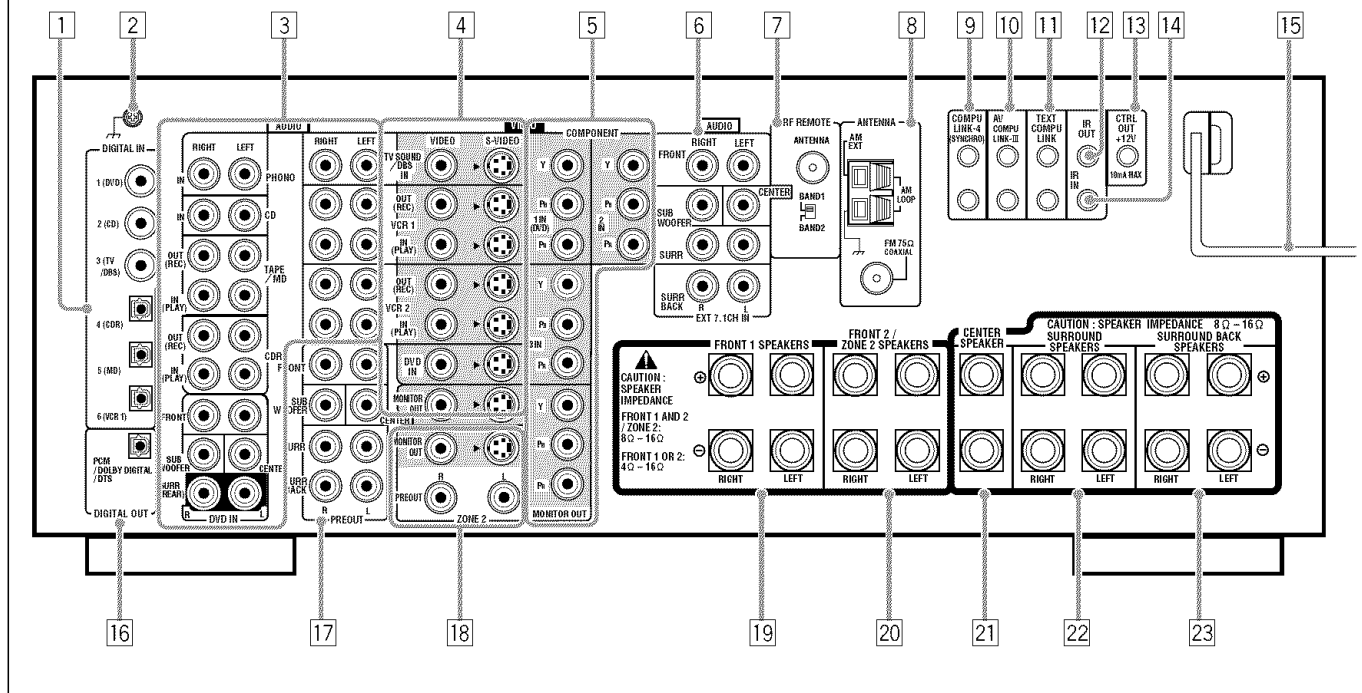 1 2 3 4 5 6 7 8 9 10 11 12 13 14 15
AUDIO
VIDEO
COMPONENT
AUDIO
RF REMOTE
ANTENNA
DIGITAL IN
1 (DVD)
2 (CD)
3 (TV
/DBS)
4 (CDR)
5 (MD)
6 (VCR 1)
PCM
/DOLBY DIGITAL
/DTS
DIGITAL OUT
RIGHT LEFT
IN PHONO
IN CD
OUT
(REC)
TAPE
/MD
IN
(PLAY)
OUT
(REC)
CDR
IN
(PLAY)
FRONT
SUB
WOOFER
CENTE
SURR
(REAR)
R DVD IN L
RIGHT LEFT
FRONT
SUB
WOOFER
CENTER
SURR
SURR
BACK
R L
PREOUT
VIDEO S-VIDEO
TV SOUND
/DBS
IN
OUT
(REC)
VCR 1
IN
(PLAY)
OUT
(REC)
VCR 2
IN
(PLAY)
DVD
IN
MONITOR
OUT
MONITOR
OUT
R L
PREOUT
ZONE 2
Y Y
PB PB
1 IN
(DVD)
2
IN
PR PR
Y
PB
3 IN
PR
Y
PB
PR
MONITOR OUT
RIGHT LEFT
FRONT
CENTER
SUB
WOOFER
SURR
SURR
BACK
R L
EXT 7.1CH IN
ANTENNA
BAND1
BAND2
AM
EXT
AM
LOOP
FM 75Ω
COAXIAL
COMPU
LINK-4
(SYNCHRO)
AV
COMPU
LINK-III
TEXT
COMPU
LINK
IR
OUT
IR
IN
CTRL
OUT
+12V
10mA MAX
CAUTION :
SPEAKER
IMPEDANCE
FRONT 1 AND 2
/ ZONE 2:
8Ω – 16Ω
FRONT 1 OR 2:
4Ω – 16Ω
FRONT 1 SPEAKERS
RIGHT LEFT
FRONT 2 /
ZONE 2 SPEAKERS
RIGHT LEFT
CENTER
SPEAKER
CAUTION : SPEAKER IMPEDANCE 8Ω – 16Ω
SURROUND
SPEAKERS
RIGHT LEFT
SURROUND BACK
SPEAKERS
RIGHT LEFT
16 17 18 19 20 21 22 23